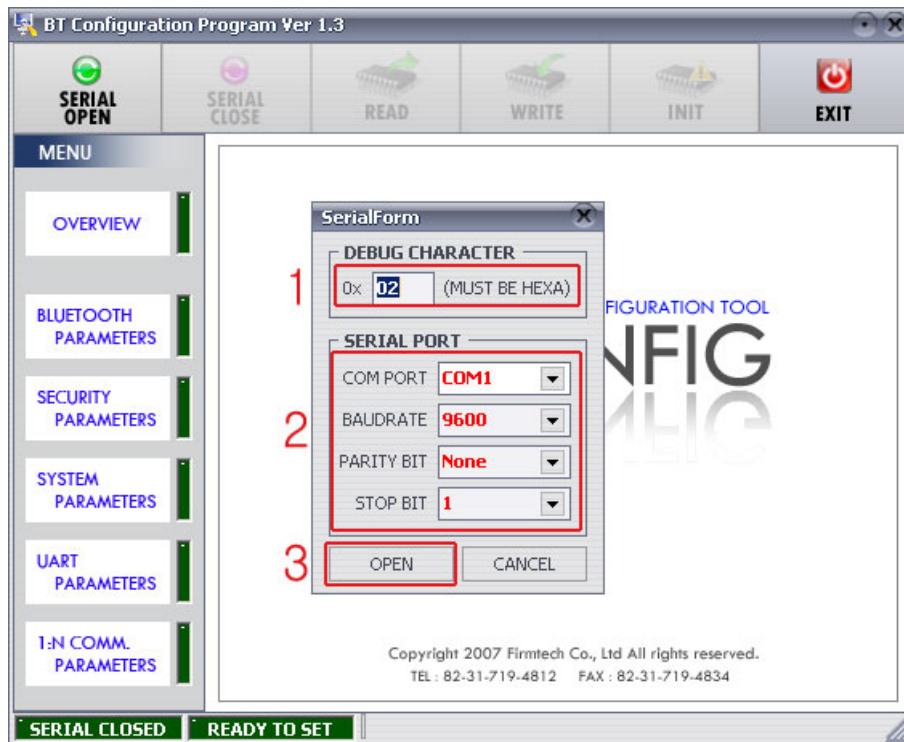 BT Configuration Program Ver 1.3
SERIAL OPEN
SERIAL CLOSE
READ
WRITE
INIT
EXIT
MENU
OVERVIEW
BLUETOOTH
PARAMETERS
SECURITY
PARAMETERS
SYSTEM
PARAMETERS
UART
PARAMETERS
1:N COMM.
PARAMETERS
SerialForm
DEBUG CHARACTER
1
0x 02 (MUST BE HEXA)
SERIAL PORT
2
COM PORT COM1
BAUDRATE 9600
PARITY BIT None
STOP BIT 1
3
OPEN CANCEL
FIGURATION TOOL
NFIG
Copyright 2007 Firmtech Co., Ltd All rights reserved.
TEL : 82-31-719-4812 FAX : 82-31-719-4834
SERIAL CLOSED READY TO SET